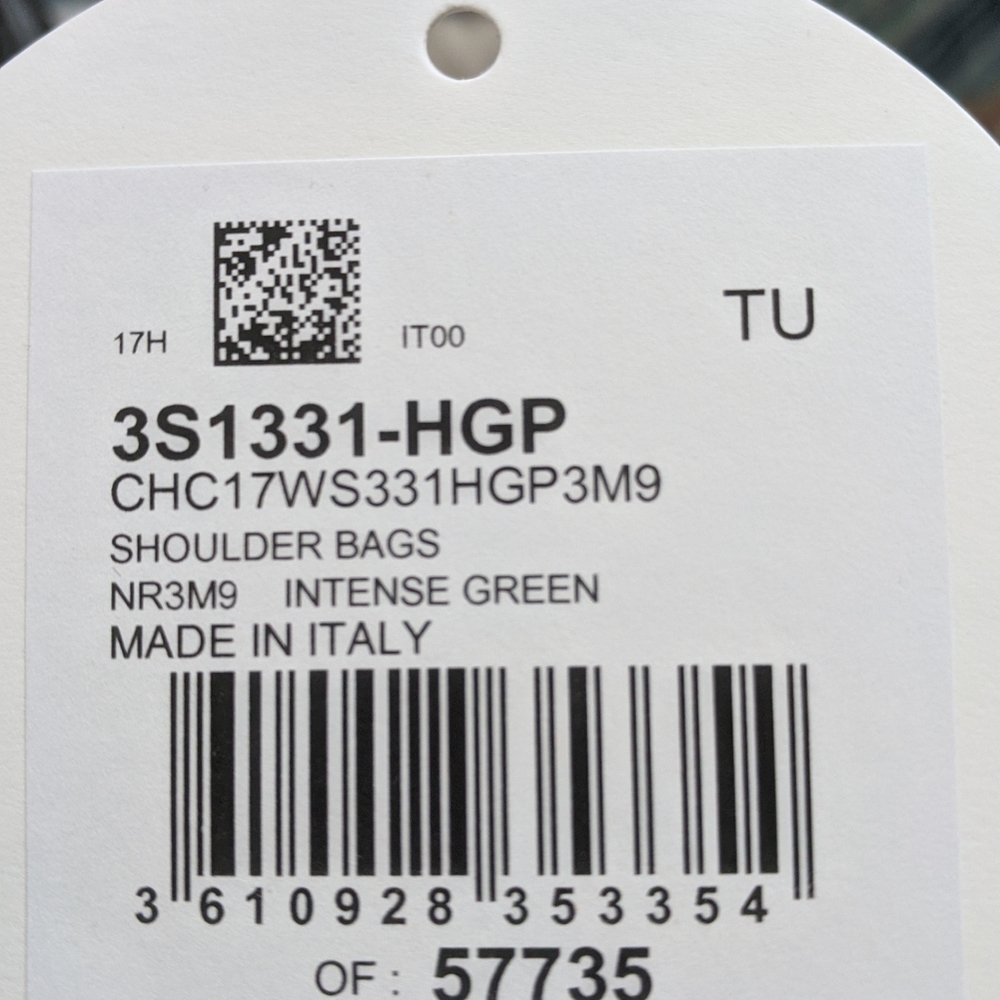 17H IT00 TU
3S1331-HGP
CHC17WS331HGP3M9
SHOULDER BAGS
NR3M9 INTENSE GREEN
MADE IN ITALY
3 610928 353354
OF : 57735